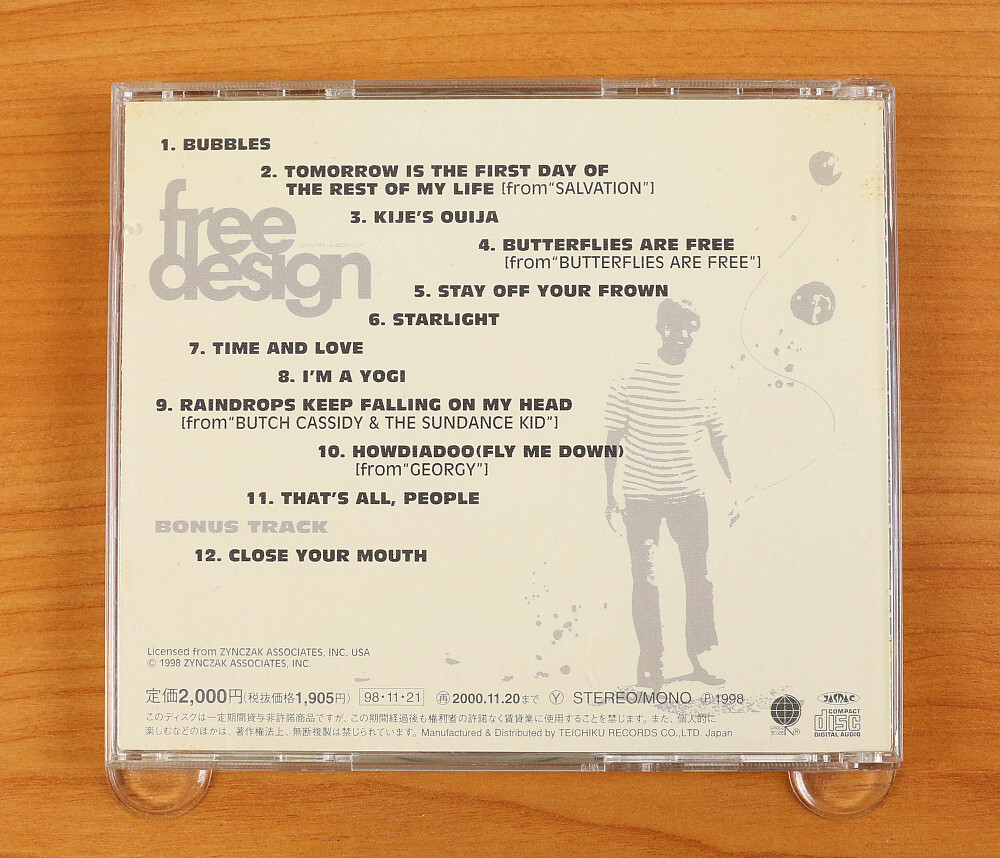 1. BUBBLES
2. TOMORROW IS THE FIRST DAY OF
THE REST OF MY LIFE [from“SALVATION”]
free
design
3. KIJE'S OUIJA
4. BUTTERFLIES ARE FREE
[from“BUTTERFLIES ARE FREE”]
5. STAY OFF YOUR FROWN
6. STARLIGHT
7. TIME AND LOVE
8. I'M A YOGI
9. RAINDROPS KEEP FALLING ON MY HEAD
[from“BUTCH CASSIDY & THE SUNDANCE KID”]
10. HOWDIADOO(FLY ME DOWN)
[from“GEORGY”]
11. THAT'S ALL, PEOPLE
BONUS TRACK
12. CLOSE YOUR MOUTH
Licensed from ZYNCZAK ASSOCIATES, INC. USA
© 1998 ZYNCZAK ASSOCIATES, INC.
定価2,000円(税抜価格1,905円) 98・11・21 再 2000.11.20まで Y STEREO/MONO Ⓟ1998
このディスクは一定期間貸与非許諾商品ですが、この期間経過後も権利者の許諾なく賃貸業に使用することを禁じます。また、個人的に
楽しむなどのほかは、著作権法上、無断複製は禁じられています。Manufactured & Distributed by TEICHIKU RECORDS CO.,LTD. Japan
JASRAC
COMPACT
disc
DIGITAL AUDIO